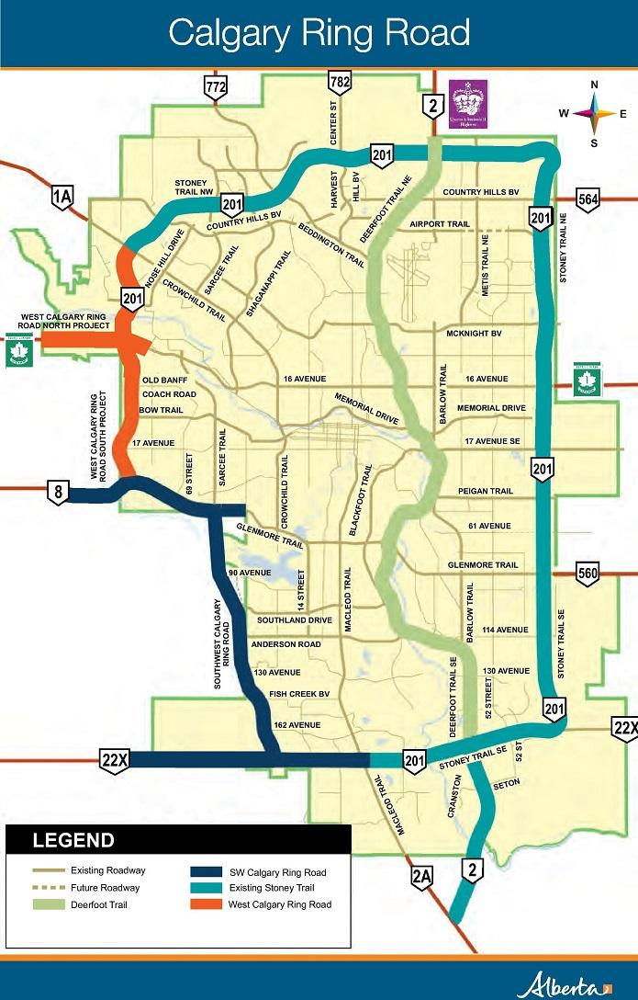 Calgary Ring Road
772
782
2
N
W
E
S
CENTER ST
201
1A
STONEY
TRAIL NW
201
HARVEST
HILL BV
DEERFOOT TRAIL NE
COUNTRY HILLS BV
564
COUNTRY HILLS BV
BEDDINGTON TRAIL
AIRPORT TRAIL
201
STONEY TRAIL NE
NOSE HILL DRIVE
SARCEE TRAIL
SHAGANAPPI TRAIL
METIS TRAIL NE
CROWCHILD TRAIL
201
WEST CALGARY RING
ROAD NORTH PROJECT
MCKNIGHT BV
1
1
OLD BANFF
COACH ROAD
16 AVENUE
16 AVENUE
BARLOW TRAIL
MEMORIAL DRIVE
MEMORIAL DRIVE
BOW TRAIL
WEST CALGARY RING
ROAD SOUTH PROJECT
17 AVENUE
17 AVENUE SE
69 STREET
SARCEE TRAIL
CROWCHILD TRAIL
BLACKFOOT TRAIL
201
8
PEIGAN TRAIL
61 AVENUE
GLENMORE TRAIL
GLENMORE TRAIL
560
90 AVENUE
14 STREET
MACLEOD TRAIL
BARLOW TRAIL
SOUTHWEST CALGARY
RING ROAD
SOUTHLAND DRIVE
114 AVENUE
STONEY TRAIL SE
ANDERSON ROAD
130 AVENUE
130 AVENUE
DEERFOOT TRAIL SE
52 STREET
FISH CREEK BV
201
162 AVENUE
22X
22X
201
STONEY TRAIL SE
52 ST
MACLEOD TRAIL
CRANSTON
SETON
2A
2
LEGEND
Existing Roadway
Future Roadway
Deerfoot Trail
SW Calgary Ring Road
Existing Stoney Trail
West Calgary Ring Road
Alberta